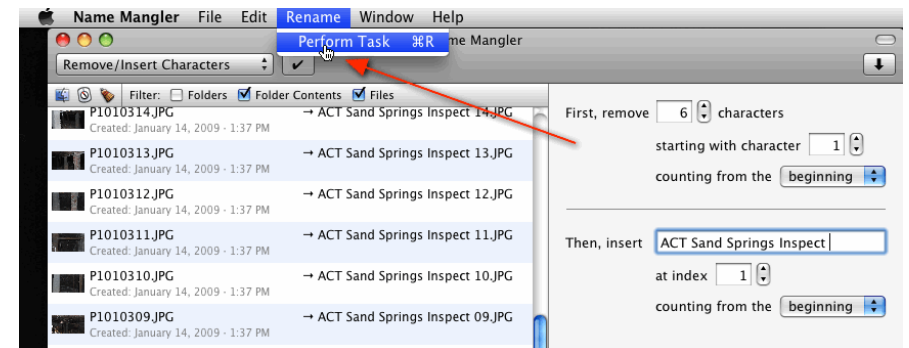 Name Mangler File Edit Rename Window Help
Perform Task ⌘R me Mangler
Remove/Insert Characters
Filter: Folders Folder Contents Files
P1010314.JPG → ACT Sand Springs Inspect 14.JPG
Created: January 14, 2009 - 1:37 PM
P1010313.JPG → ACT Sand Springs Inspect 13.JPG
Created: January 14, 2009 - 1:37 PM
P1010312.JPG → ACT Sand Springs Inspect 12.JPG
Created: January 14, 2009 - 1:37 PM
P1010311.JPG → ACT Sand Springs Inspect 11.JPG
Created: January 14, 2009 - 1:37 PM
P1010310.JPG → ACT Sand Springs Inspect 10.JPG
Created: January 14, 2009 - 1:37 PM
P1010309.JPG → ACT Sand Springs Inspect 09.JPG
Created: January 14, 2009 - 1:37 PM
First, remove 6 characters
starting with character 1
counting from the beginning
Then, insert ACT Sand Springs Inspect
at index 1
counting from the beginning